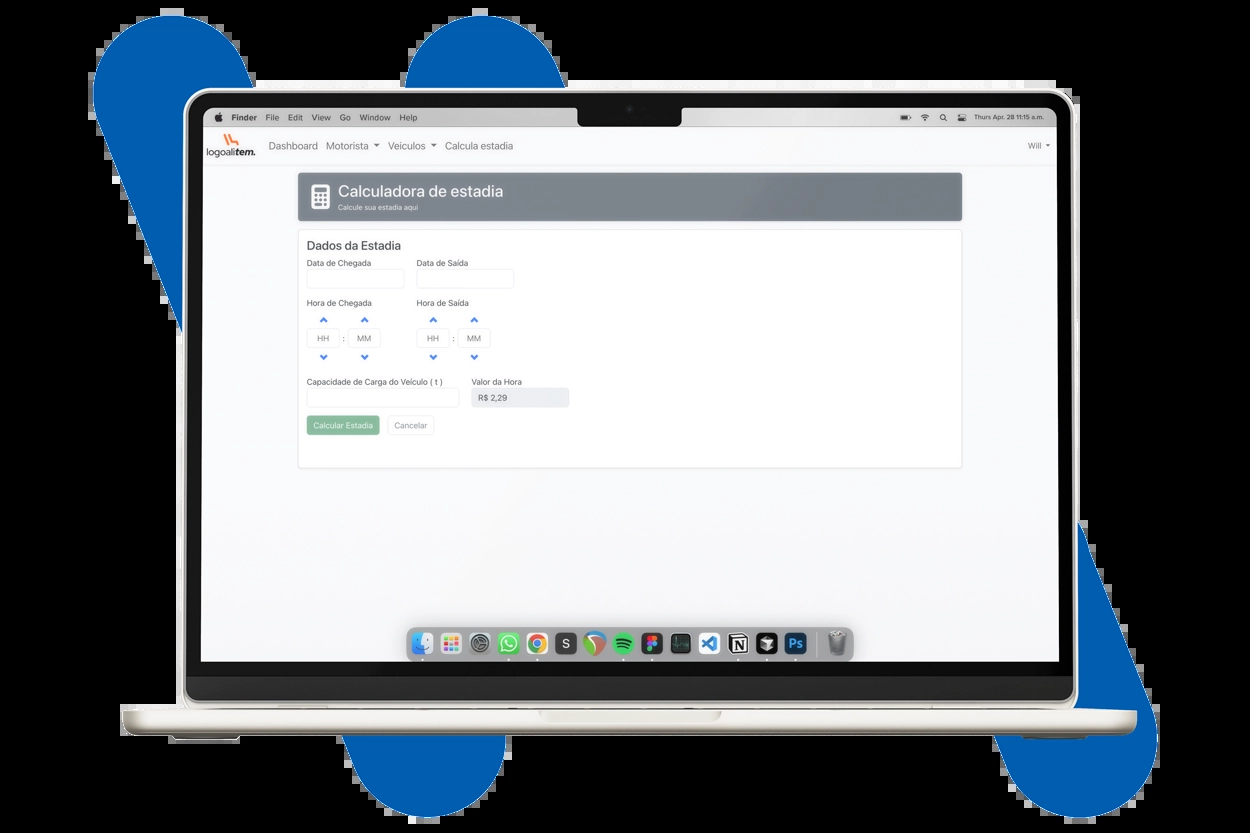 Finder File Edit View Go Window Help
Thurs Apr. 28 11:15 a.m.
logoalitem.
Dashboard Motorista Veiculos Calcula estadia
Will
Calculadora de estadia
Calcule sua estadia aqui
Dados da Estadia
Data de Chegada Data de Saída
Hora de Chegada Hora de Saída
HH : MM HH : MM
Capacidade de Carga do Veículo ( t ) Valor da Hora
R$ 2,29
Calcular Estadia Cancelar
S
N
Ps